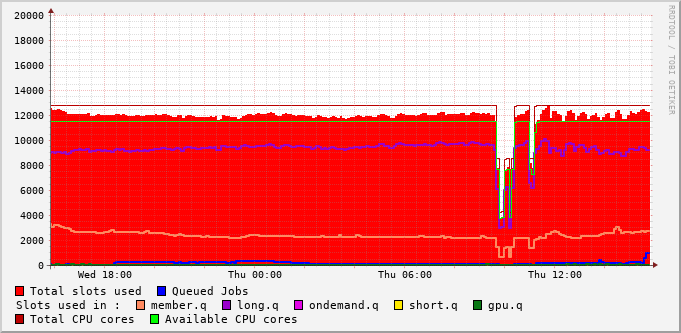 RRDTOOL / TOBI OETIKER
20000
18000
16000
14000
12000
10000
8000
6000
4000
2000
0
Wed 18:00 Thu 00:00 Thu 06:00 Thu 12:00
Total slots used Queued Jobs
Slots used in : member.q long.q ondemand.q short.q gpu.q
Total CPU cores Available CPU cores